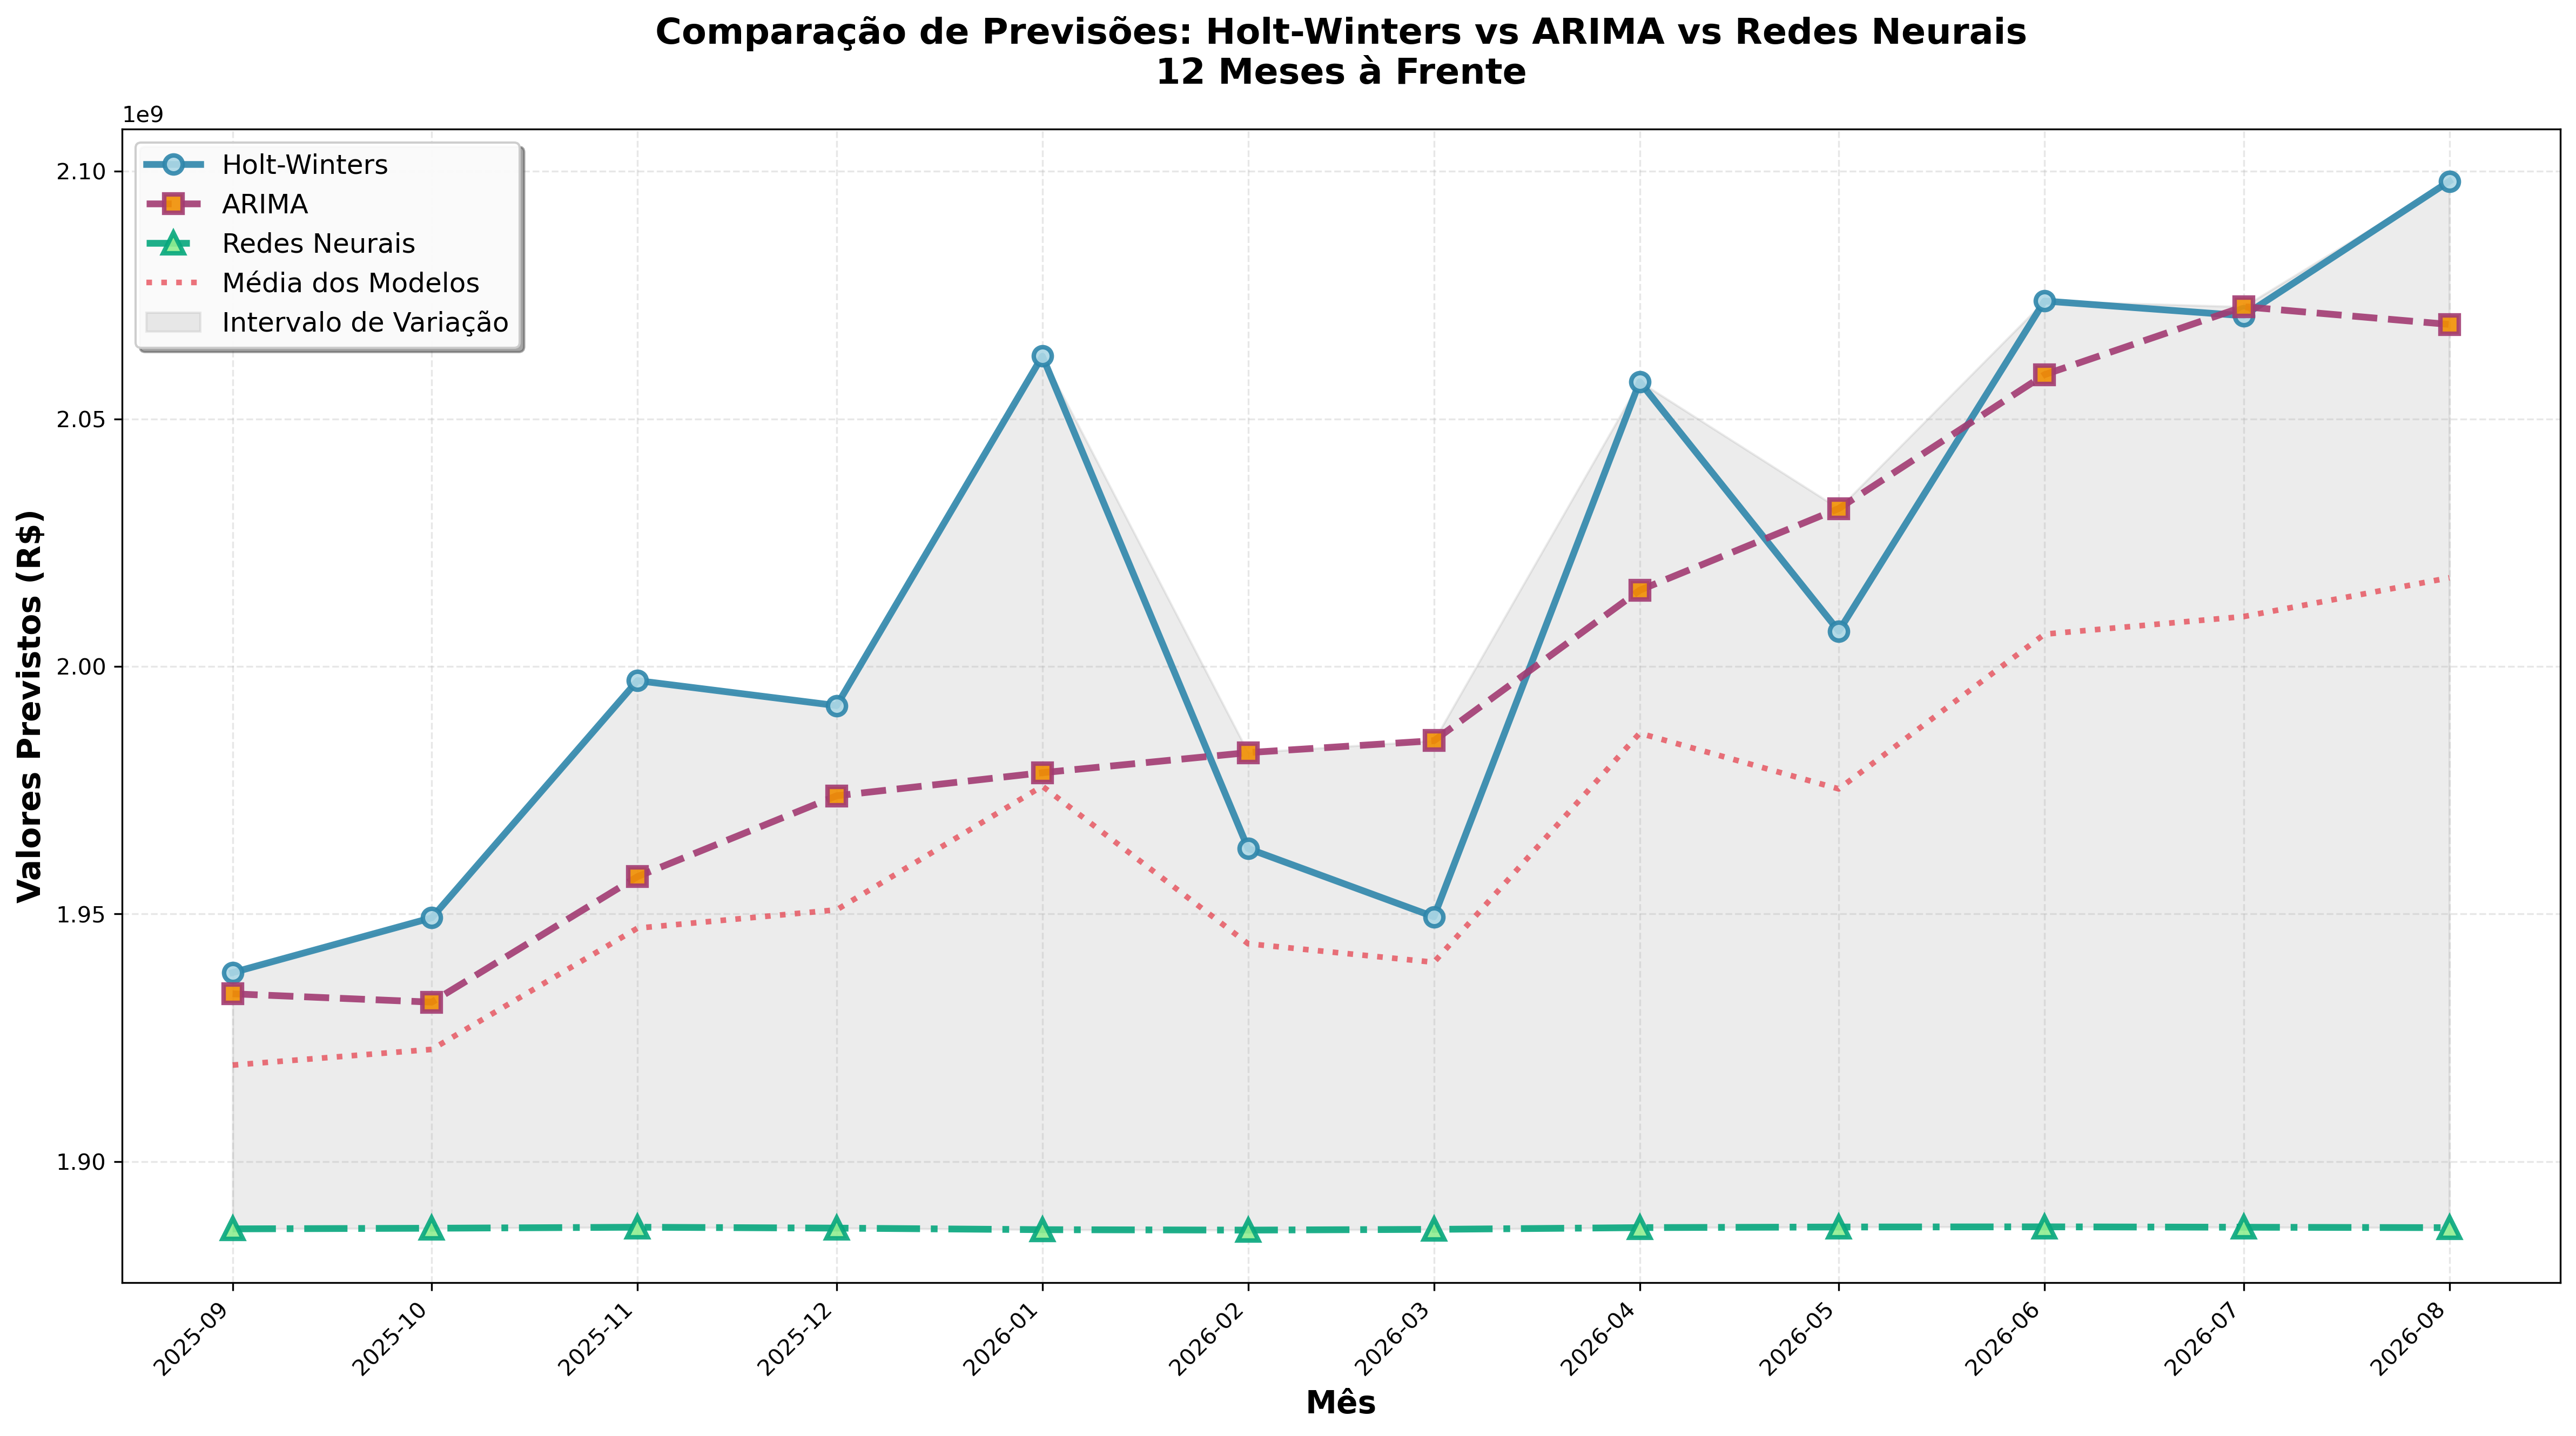 Comparação de Previsões: Holt-Winters vs ARIMA vs Redes Neurais
12 Meses à Frente
1e9
Holt-Winters
ARIMA
Redes Neurais
Média dos Modelos
Intervalo de Variação
2.10
2.05
2.00
1.95
1.90
Valores Previstos (R$)
2025-09
2025-10
2025-11
2025-12
2026-01
2026-02
2026-03
2026-04
2026-05
2026-06
2026-07
2026-08
Mês